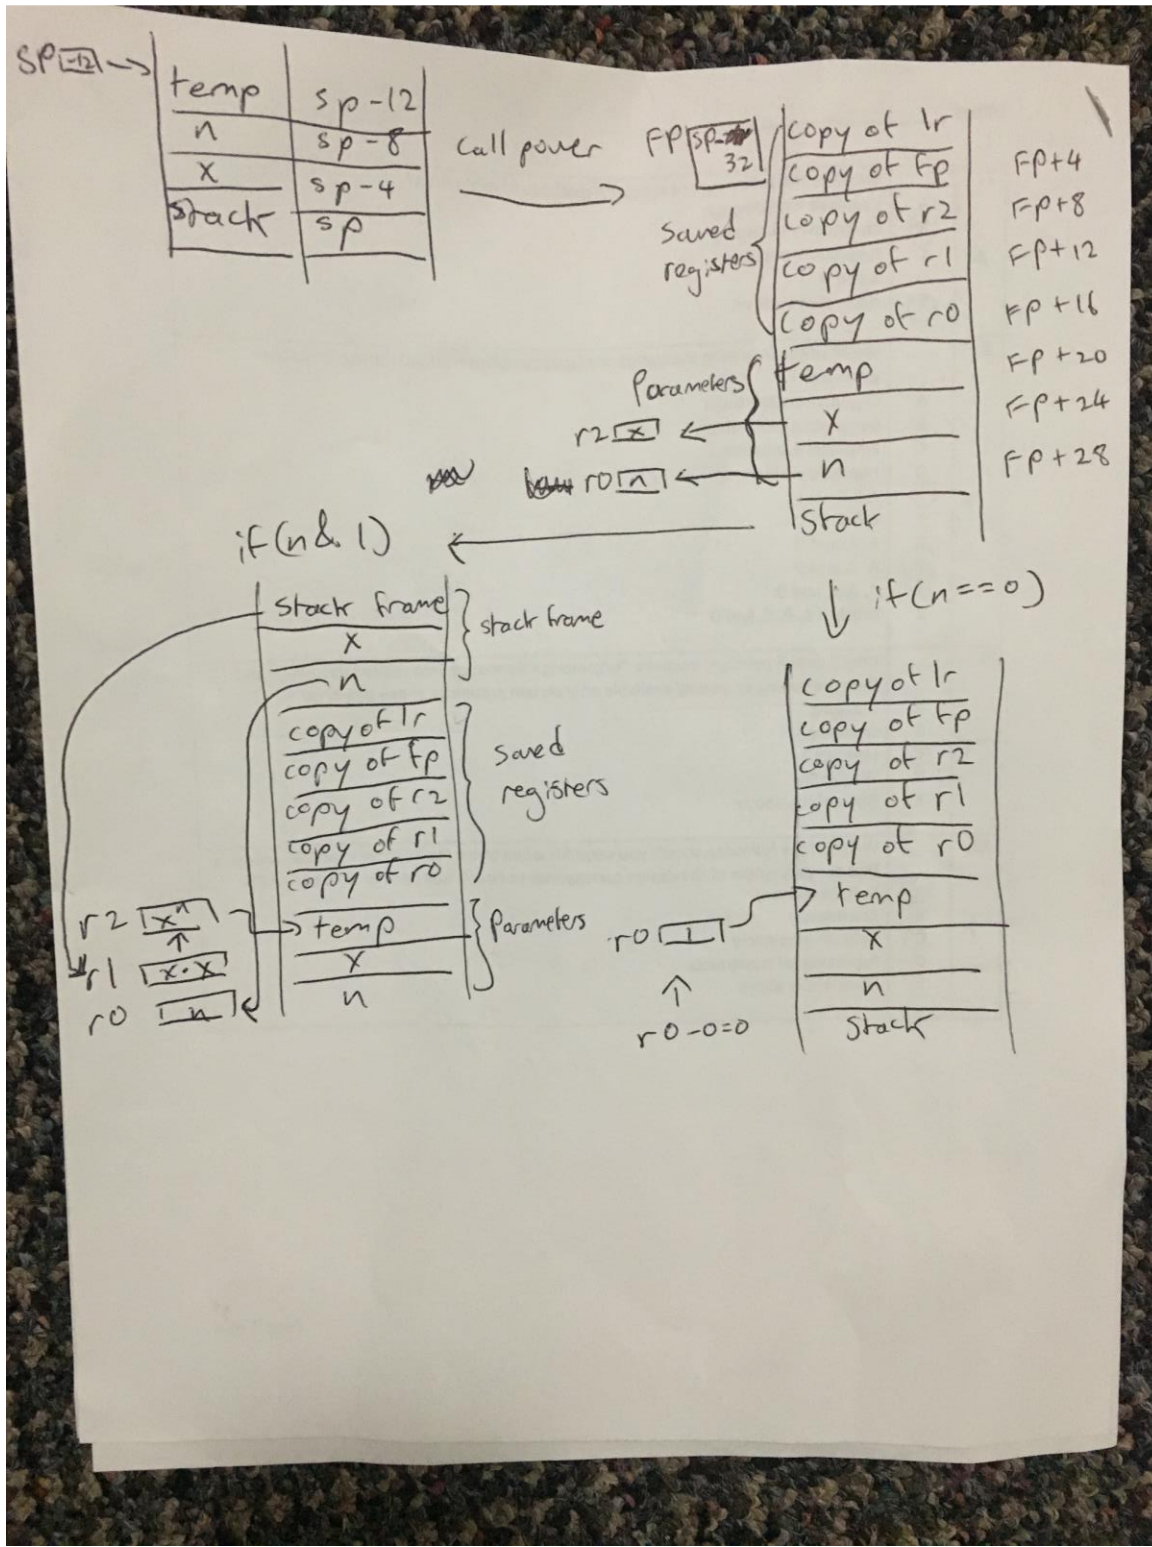 SP -12
temp sp-12
n sp-8
x sp-4
stack sp
call power
FP sp- 32
copy of lr
copy of fp FP+4
copy of r2 FP+8
copy of r1 FP+12
copy of r0 FP+16
temp FP+20
x FP+24
n FP+28
stack
saved
registers
Parameters
r2 x
r0 n
if(n & 1)
stack frame
x
n
copy of lr
copy of fp
copy of r2
copy of r1
copy of r0
temp
x
n
stack frame
saved
registers
Parameters
r2 xⁿ
r1 x·x
r0 n
if(n==0)
copy of lr
copy of fp
copy of r2
copy of r1
copy of r0
temp
x
n
stack
r0 1
r0-0=0